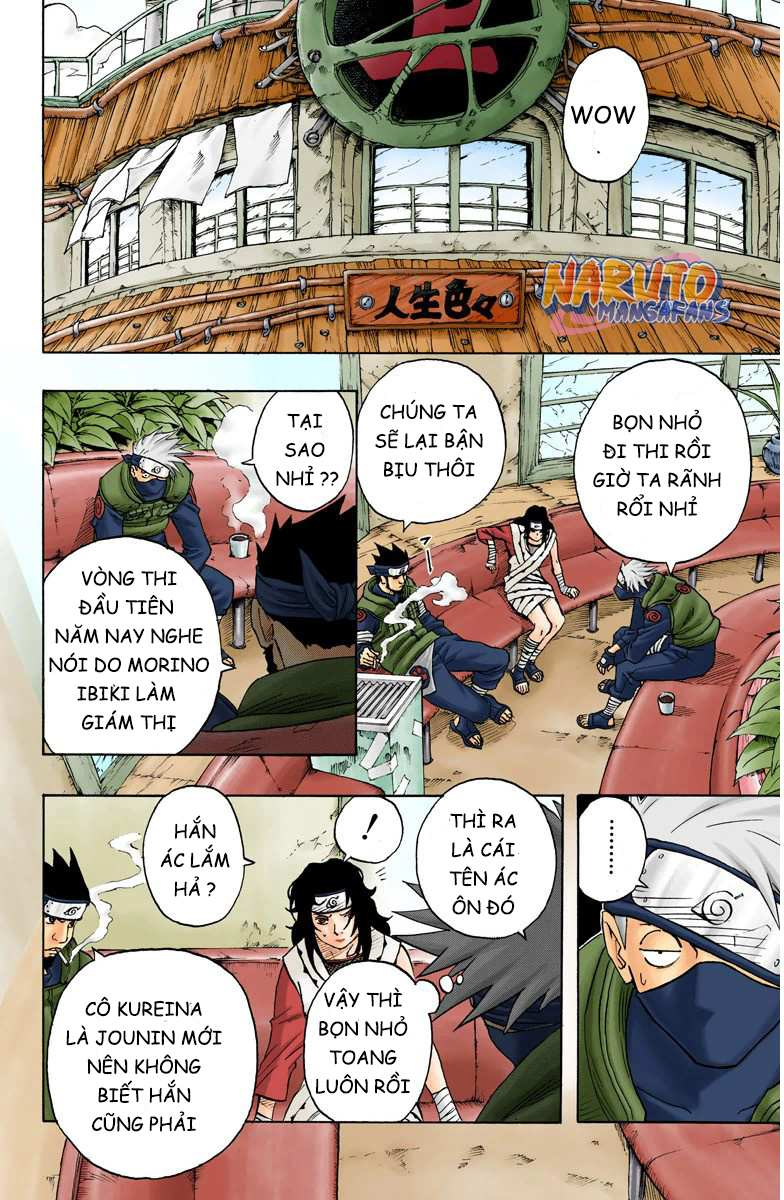 WOW
.
人生色々
NARUTO
MANGAFANS
BỌN NHỎ
ĐI THI RỒI
GIỜ TA RÃNH
RỔI NHỈ
CHÚNG TA
SẼ LẠI BẬN
BỊU THÔI
TẠI
SAO
NHỈ ??
VÒNG THI
ĐẦU TIÊN
NĂM NAY NGHE
NÓI DO MORINO
IBIKI LÀM
GIÁM THỊ
.........
THÌ RA
LÀ CÁI
TÊN ÁC
ÔN ĐÓ
VẬY THÌ
BỌN NHỎ
TOANG
LUÔN RỒI
!
HẮN
ÁC LẮM
HẢ ?
CÔ KUREINA
LÀ JOUNIN MỚI
NÊN KHÔNG
BIẾT HẮN
CŨNG PHẢI